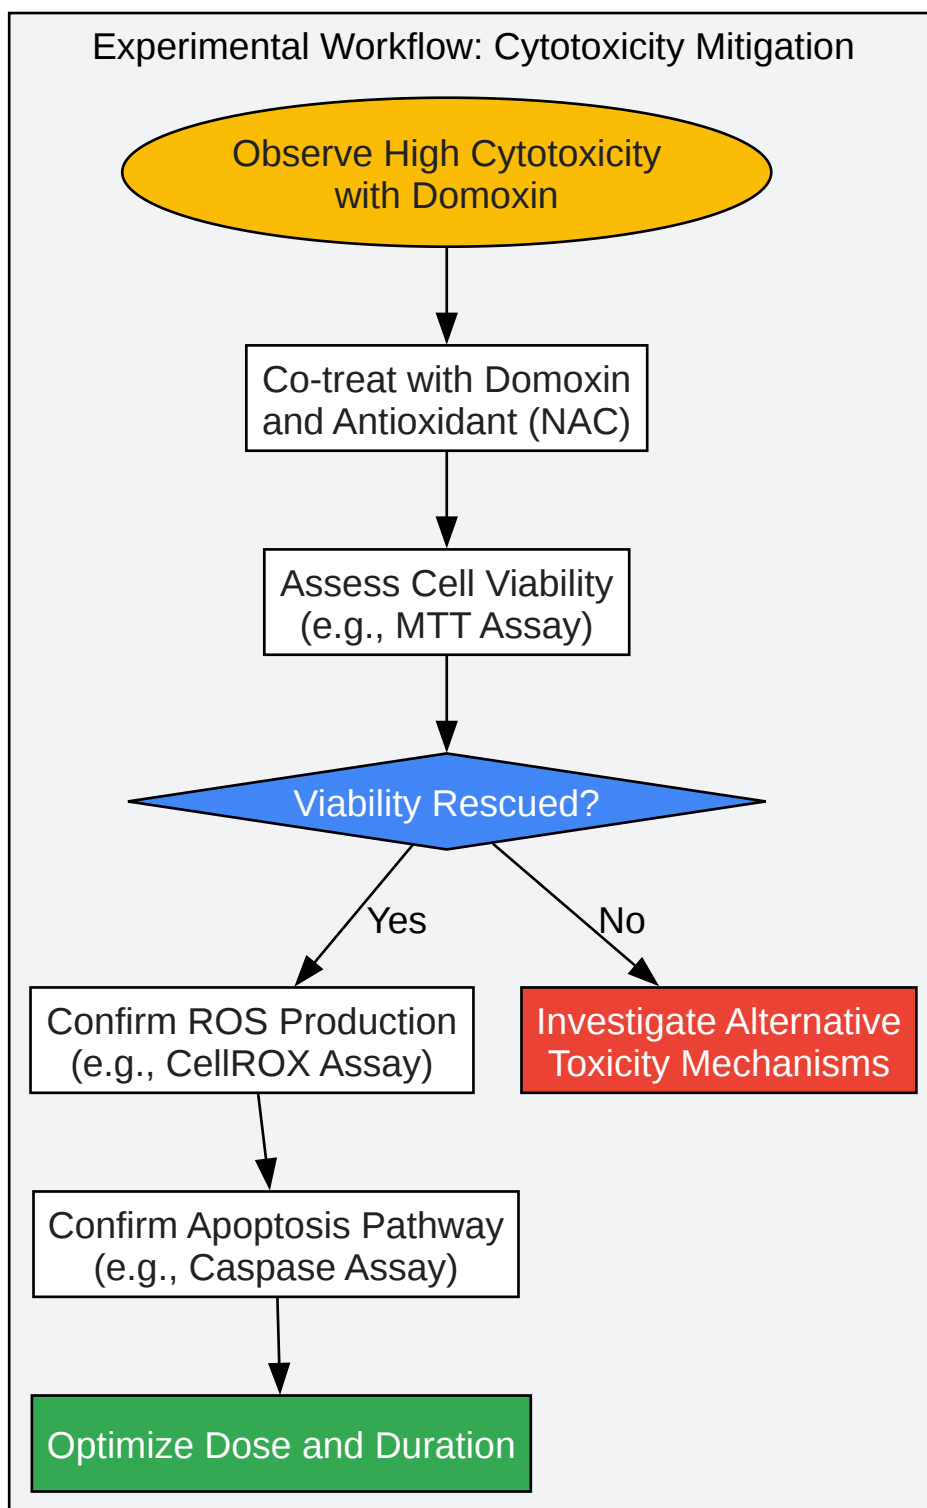 Experimental Workflow: Cytotoxicity Mitigation
Observe High Cytotoxicity
with Domoxin
Co-treat with Domoxin
and Antioxidant (NAC)
Assess Cell Viability
(e.g., MTT Assay)
Viability Rescued?
Yes
No
Confirm ROS Production
(e.g., CellROX Assay)
Investigate Alternative
Toxicity Mechanisms
Confirm Apoptosis Pathway
(e.g., Caspase Assay)
Optimize Dose and Duration